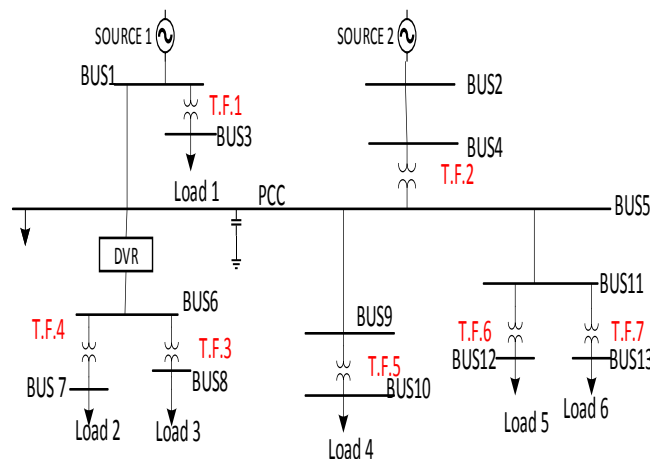 SOURCE 1
SOURCE 2
BUS1
BUS2
T.F.1
BUS3
BUS4
T.F.2
Load 1
PCC
BUS5
DVR
BUS11
BUS6
T.F.4
T.F.3
BUS9
T.F.6
T.F.7
BUS12
BUS13
T.F.5
BUS 7
BUS8
BUS10
Load 2
Load 3
Load 4
Load 5
Load 6